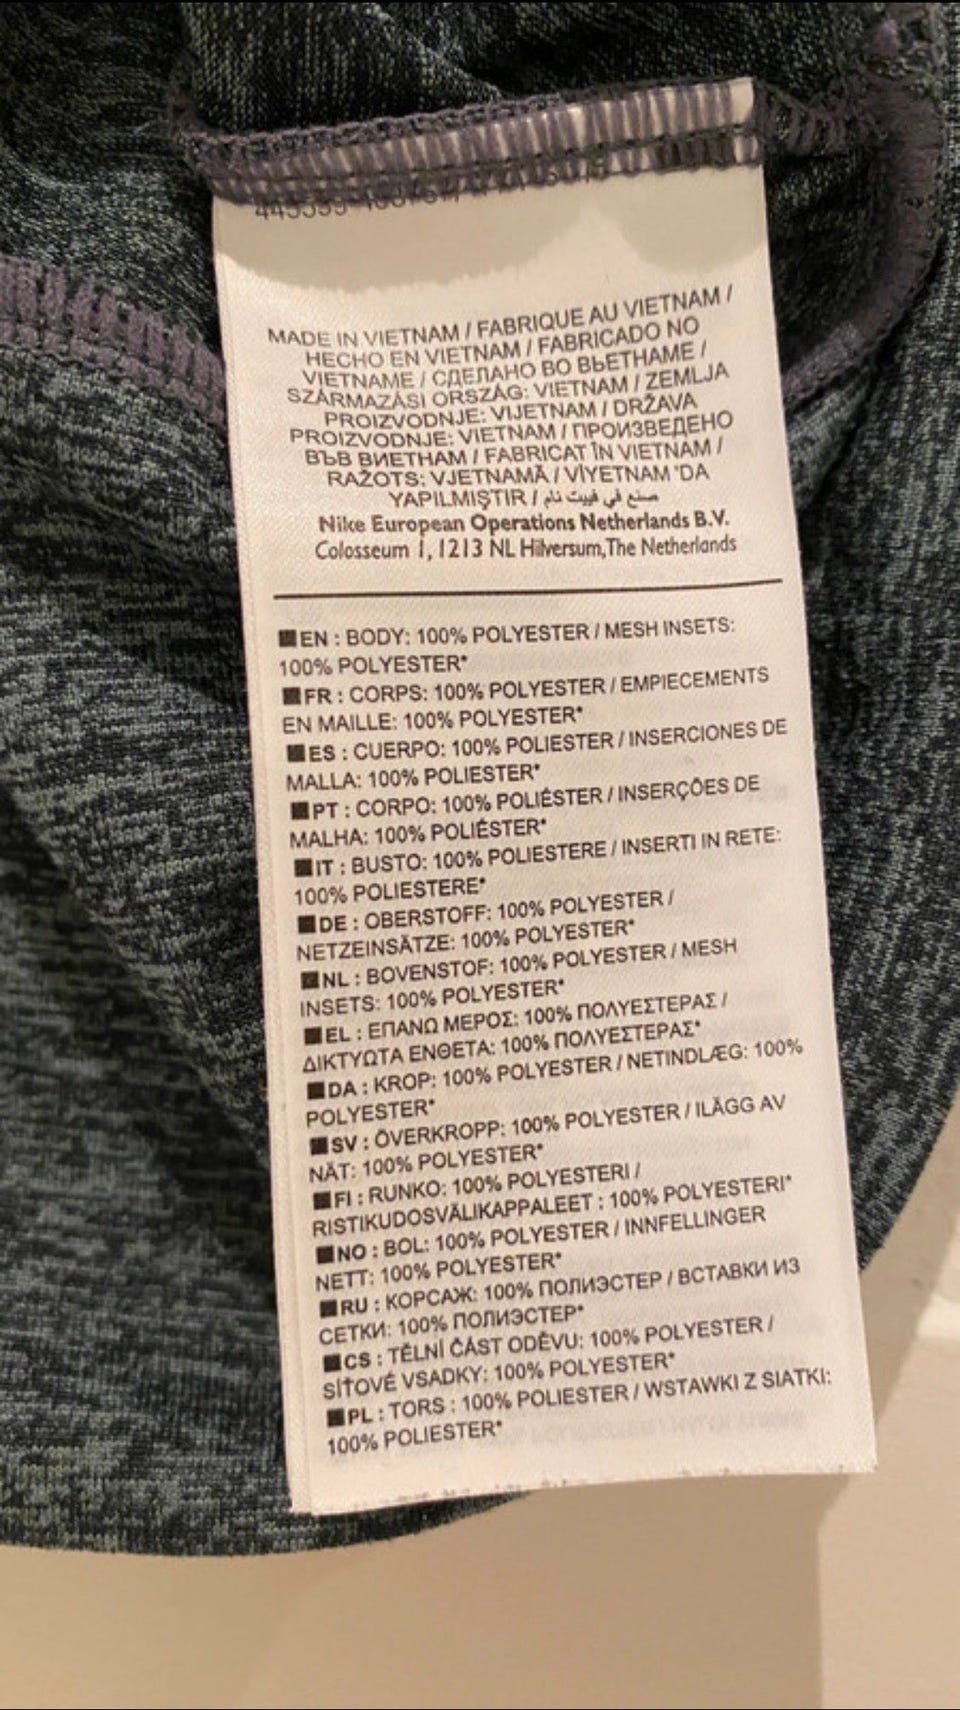 MADE IN VIETNAM / FABRIQUE AU VIETNAM /
HECHO EN VIETNAM / FABRICADO NO
VIETNAME / СДЕЛАНО ВО ВЬЕТНАМЕ /
SZÁRMAZÁSI ORSZÁG: VIETNAM / ZEMLJA
PROIZVODNJE: VIJETNAM / DRŽAVA
PROIZVODNJE: VIETNAM / ПРОИЗВЕДЕНО
ВЪВ ВИЕТНАМ / FABRICAT ÎN VIETNAM /
RAŽOTS: VJETNAMĀ / VİYETNAM 'DA
YAPILMIŞTIR / صنع في فييت نام
Nike European Operations Netherlands B.V.
Colosseum 1, 1213 NL Hilversum,The Netherlands
EN : BODY: 100% POLYESTER / MESH INSETS:
100% POLYESTER*
FR : CORPS: 100% POLYESTER / EMPIECEMENTS
EN MAILLE: 100% POLYESTER*
ES : CUERPO: 100% POLIESTER / INSERCIONES DE
MALLA: 100% POLIESTER*
PT : CORPO: 100% POLIÉSTER / INSERÇÕES DE
MALHA: 100% POLIÉSTER*
IT : BUSTO: 100% POLIESTERE / INSERTI IN RETE:
100% POLIESTERE*
DE : OBERSTOFF: 100% POLYESTER /
NETZEINSÄTZE: 100% POLYESTER*
NL : BOVENSTOF: 100% POLYESTER / MESH
INSETS: 100% POLYESTER*
EL : ΕΠΑΝΩ ΜΕΡΟΣ: 100% ΠΟΛΥΕΣΤΕΡΑΣ /
ΔΙΚΤΥΩΤΑ ΕΝΘΕΤΑ: 100% ΠΟΛΥΕΣΤΕΡΑΣ*
DA : KROP: 100% POLYESTER / NETINDLÆG: 100%
POLYESTER*
SV : ÖVERKROPP: 100% POLYESTER / ILÄGG AV
NÄT: 100% POLYESTER*
FI : RUNKO: 100% POLYESTERI /
RISTIKUDOSVÄLIKAPPALEET : 100% POLYESTERI*
NO : BOL: 100% POLYESTER / INNFELLINGER
NETT: 100% POLYESTER*
RU : КОРСАЖ: 100% ПОЛИЭСТЕР / ВСТАВКИ ИЗ
СЕТКИ: 100% ПОЛИЭСТЕР*
CS : TĚLNÍ ČÁST ODĚVU: 100% POLYESTER /
SÍŤOVÉ VSADKY: 100% POLYESTER*
PL : TORS : 100% POLIESTER / WSTAWKI Z SIATKI:
100% POLIESTER*